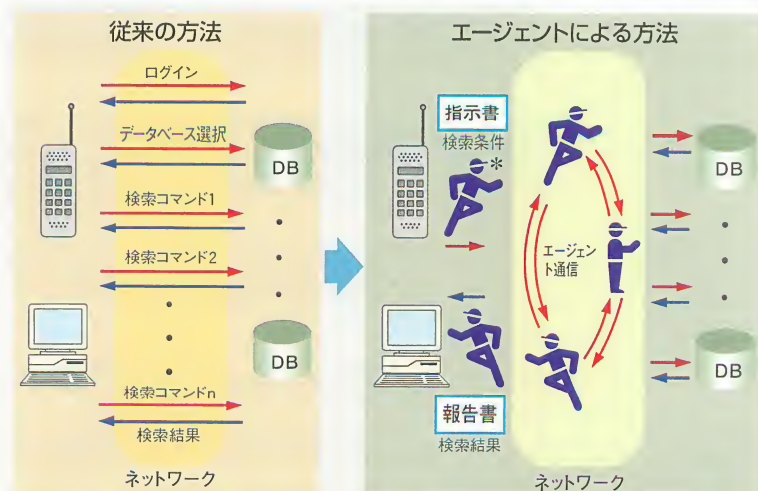 従来の方法
ログイン
データベース選択
DB
検索コマンド1
検索コマンド2
DB
検索コマンドn
検索結果
ネットワーク
エージェントによる方法
指示書
検索条件
*
エージェン
ト通信
報告書
検索結果
DB
DB
ネットワーク